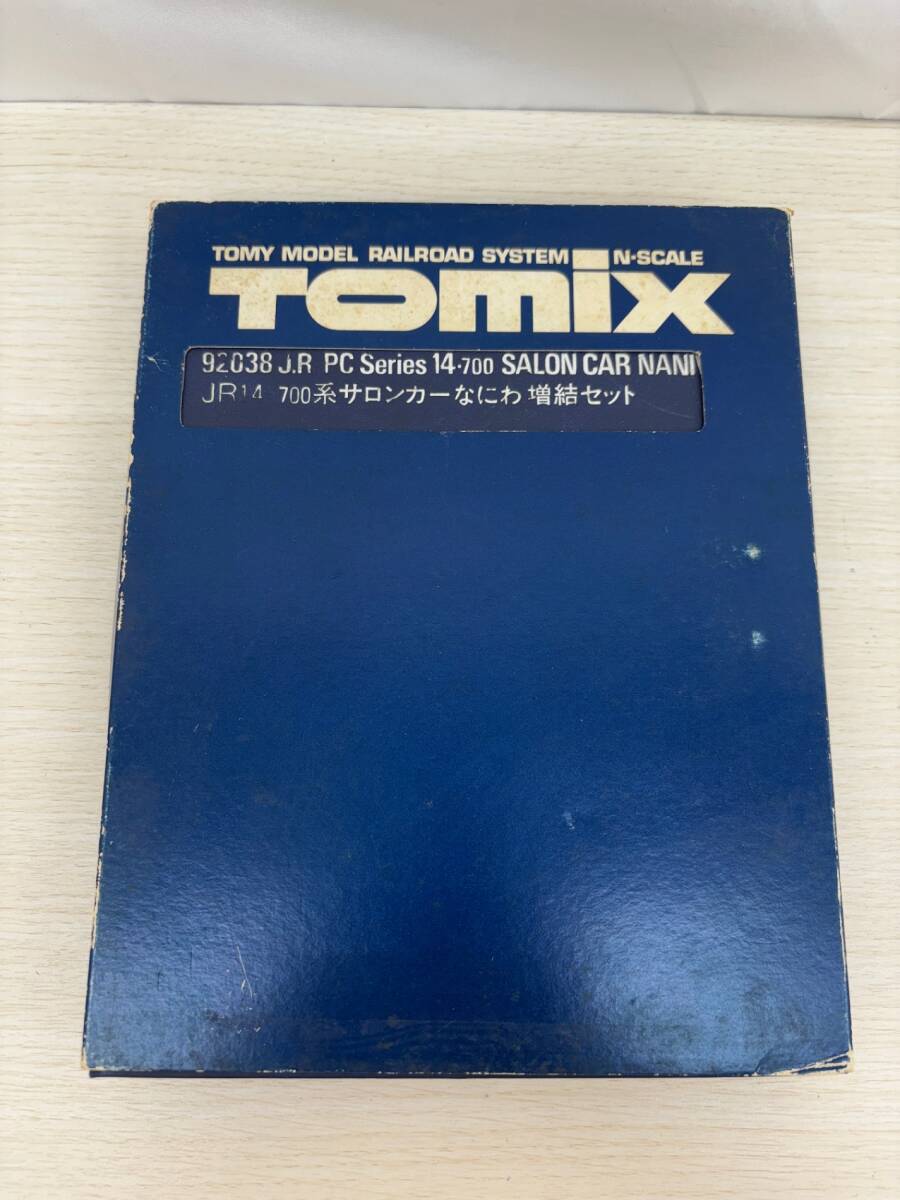 TOMY MODEL RAILROAD SYSTEM N·SCALE
TOMIX
92038 J.R PC Series 14·700 SALON CAR NANI
JR14 700系サロンカーなにわ 増結セット